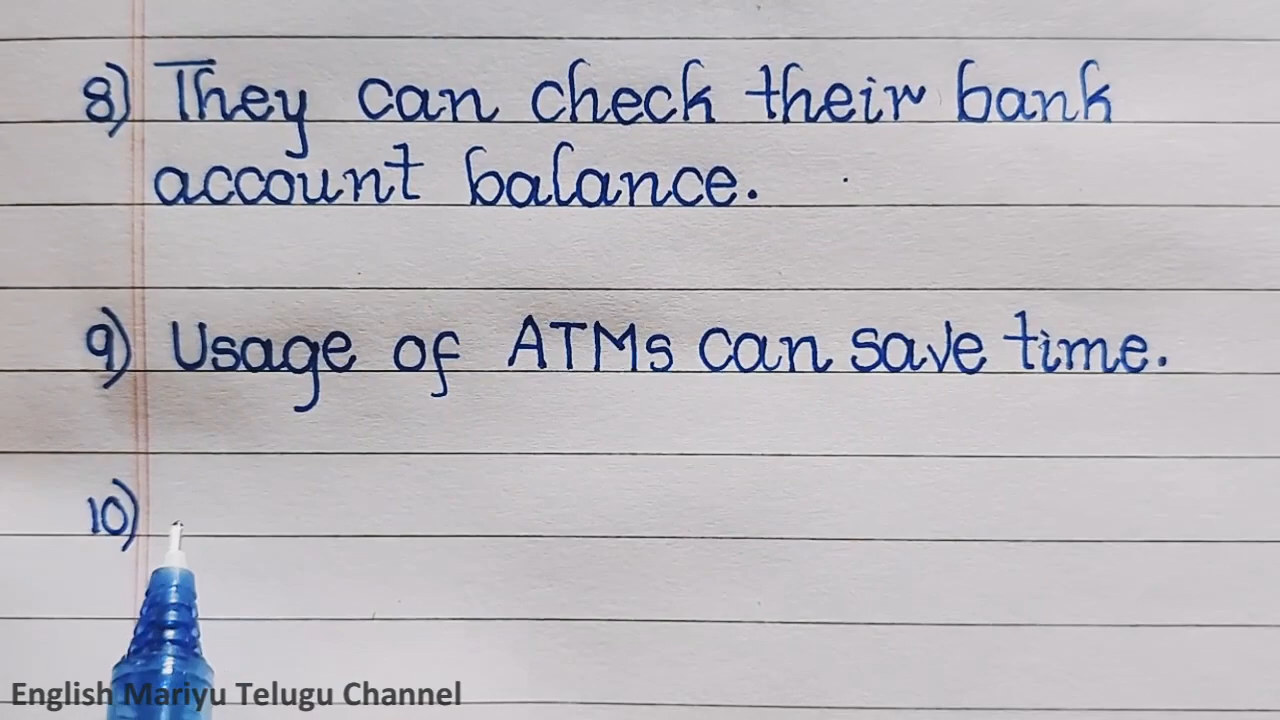 8) They can check their bank
account balance.
9) Usage of ATMs can save time.
10)
English Mariyu Telugu Channel